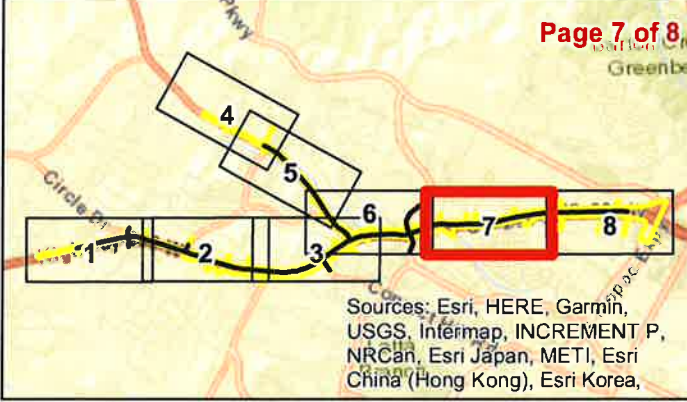 Page 7 of 8
Pkwy
Greenbe
4
5
Circle D
6
1
2
3
7
8
Sources: Esri, HERE, Garmin,
USGS, Intermap, INCREMENT P,
NRCan, Esri Japan, METI, Esri
China (Hong Kong), Esri Korea,